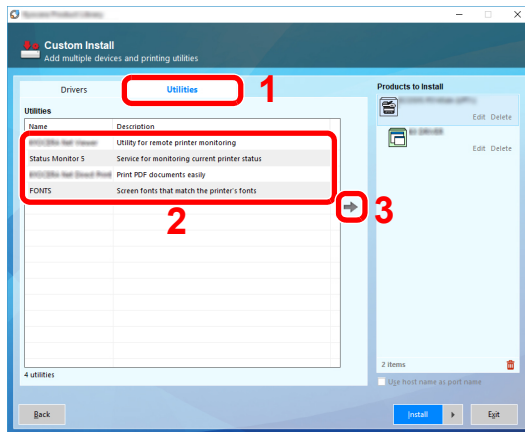 Custom Install
Add multiple devices and printing utilities
Drivers
Utilities
1
Products to Install
Edit Delete
Edit Delete
Utilities
Name Description
Utility for remote printer monitoring
Status Monitor 5 Service for monitoring current printer status
Print PDF documents easily
FONTS Screen fonts that match the printer's fonts
2
3
4 utilities
2 items
Use host name as port name
Back
Install
Exit